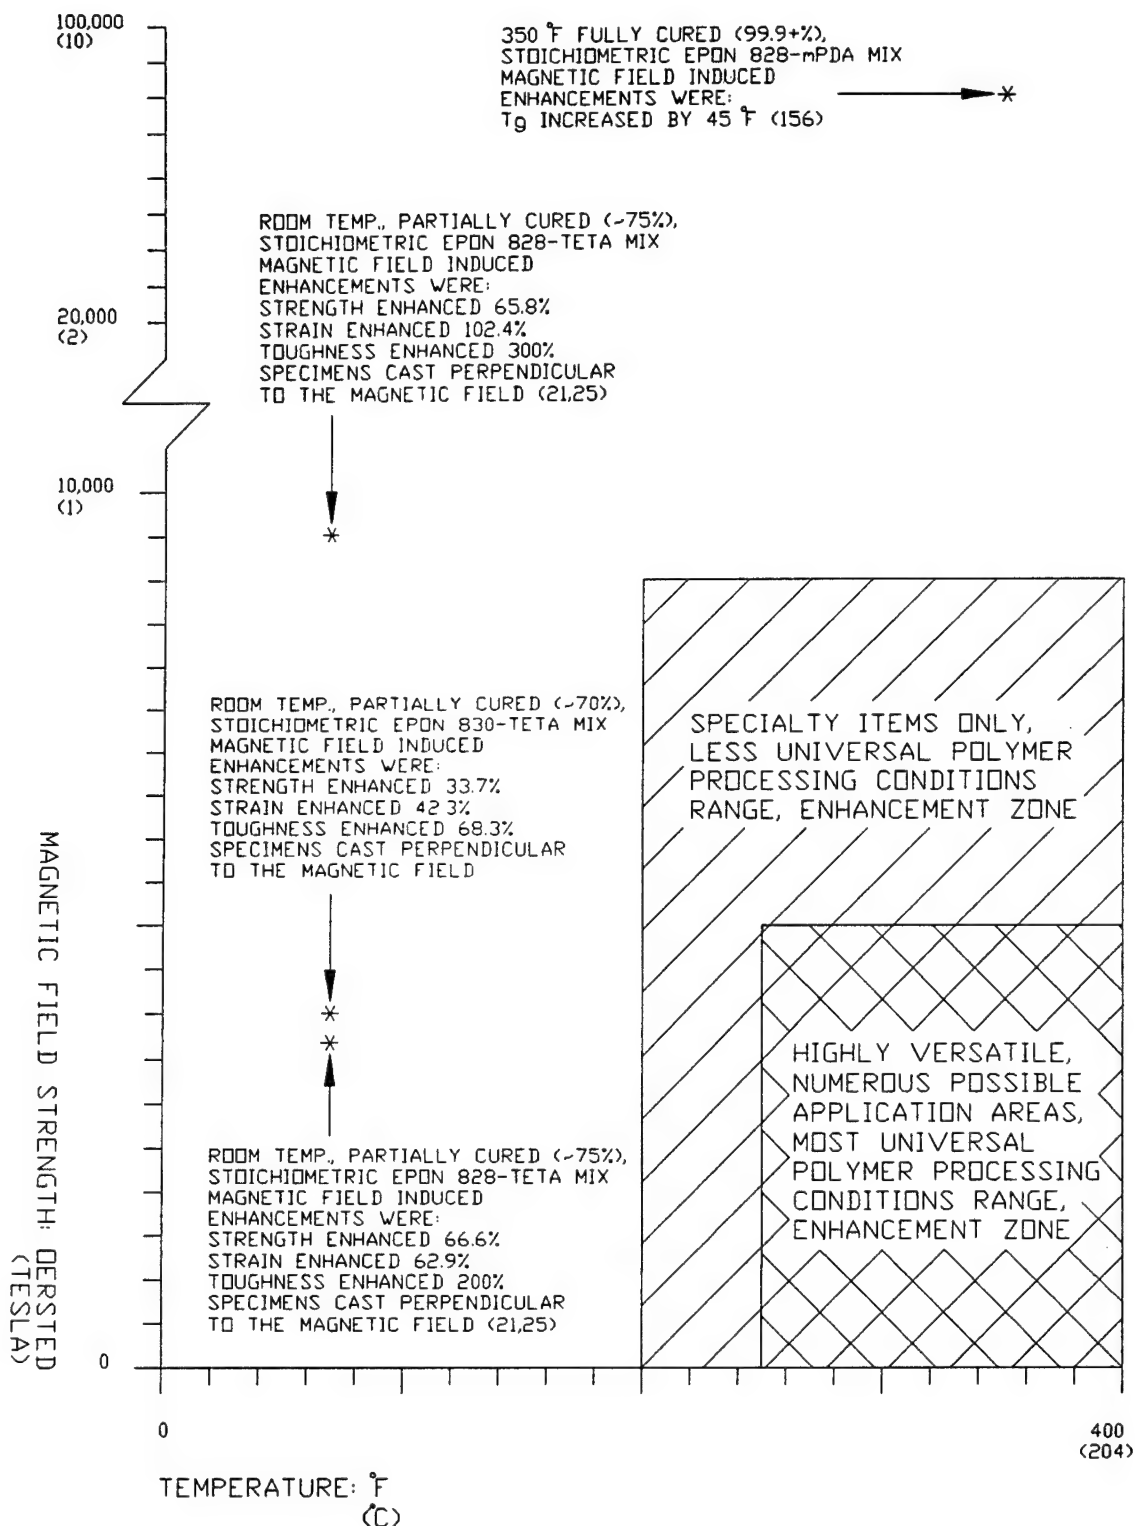 100,000
(10)
350 °F FULLY CURED (99.9+%),
STOICHIOMETRIC EPON 828-mPDA MIX
MAGNETIC FIELD INDUCED
ENHANCEMENTS WERE:
Tg INCREASED BY 45 °F (156)
ROOM TEMP., PARTIALLY CURED (~75%),
STOICHIOMETRIC EPON 828-TETA MIX
MAGNETIC FIELD INDUCED
ENHANCEMENTS WERE:
STRENGTH ENHANCED 65.8%
STRAIN ENHANCED 102.4%
TOUGHNESS ENHANCED 300%
SPECIMENS CAST PERPENDICULAR
TO THE MAGNETIC FIELD (21,25)
20,000
(2)
10,000
(1)
ROOM TEMP., PARTIALLY CURED (~70%),
STOICHIOMETRIC EPON 830-TETA MIX
MAGNETIC FIELD INDUCED
ENHANCEMENTS WERE:
STRENGTH ENHANCED 33.7%
STRAIN ENHANCED 42.3%
TOUGHNESS ENHANCED 68.3%
SPECIMENS CAST PERPENDICULAR
TO THE MAGNETIC FIELD
SPECIALTY ITEMS ONLY,
LESS UNIVERSAL POLYMER
PROCESSING CONDITIONS
RANGE, ENHANCEMENT ZONE
HIGHLY VERSATILE,
NUMEROUS POSSIBLE
APPLICATION AREAS,
MOST UNIVERSAL
POLYMER PROCESSING
CONDITIONS RANGE,
ENHANCEMENT ZONE
ROOM TEMP., PARTIALLY CURED (~75%),
STOICHIOMETRIC EPON 828-TETA MIX
MAGNETIC FIELD INDUCED
ENHANCEMENTS WERE:
STRENGTH ENHANCED 66.6%
STRAIN ENHANCED 62.9%
TOUGHNESS ENHANCED 200%
SPECIMENS CAST PERPENDICULAR
TO THE MAGNETIC FIELD (21,25)
MAGNETIC FIELD STRENGTH: OERSTED
(TESLA)
0
0
400
(204)
TEMPERATURE: °F
(°C)